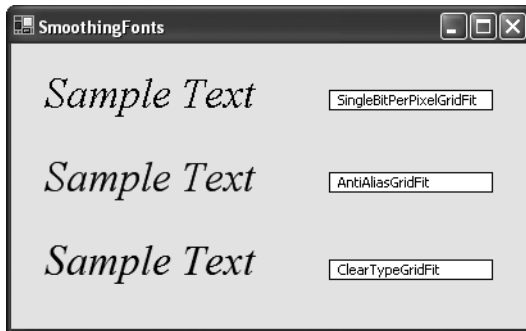 SmoothingFonts
Sample Text SingleBitPerPixelGridFit
Sample Text AntiAliasGridFit
Sample Text ClearTypeGridFit